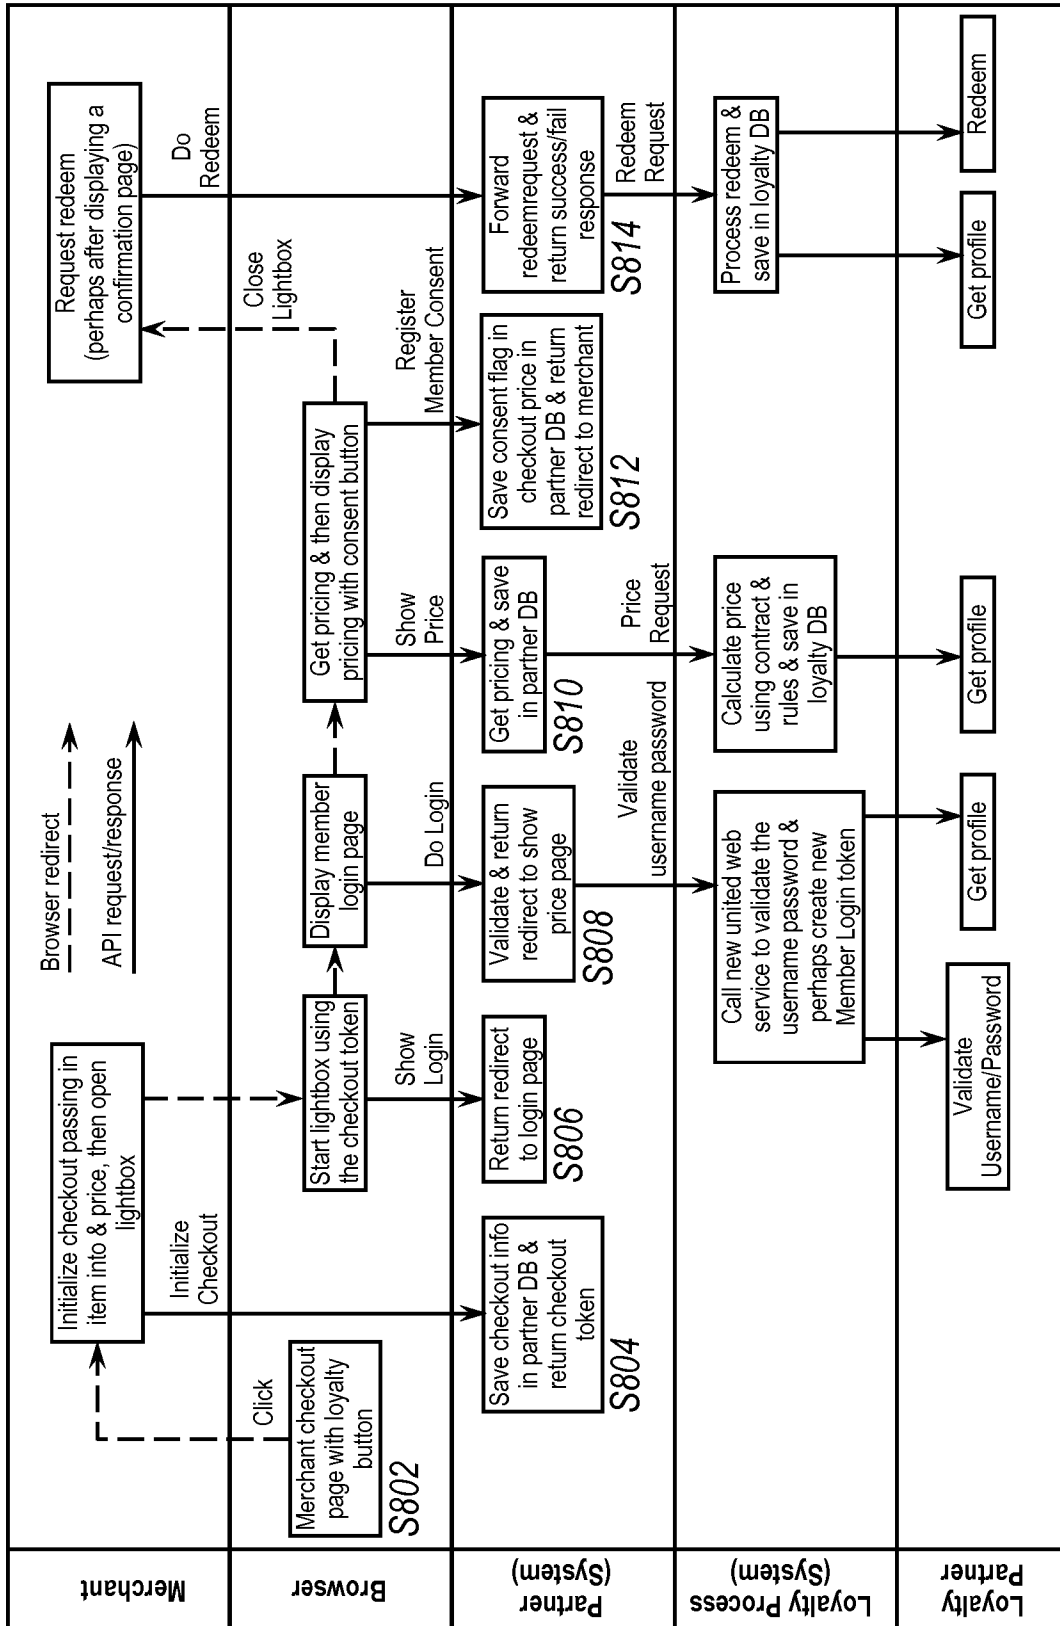 Merchant
Initialize checkout passing in
item into & price, then open
lightbox
Browser redirect
API request/response
Request redeem
(perhaps after displaying a
confirmation page)
Click
Initialize
Checkout
Close
Lightbox
Do
Redeem
Browser
Merchant checkout
page with loyalty
button
S802
Start lightbox using
the checkout token
Display member
login page
Get pricing & then display
pricing with consent button
Show
Login
Do Login
Show
Price
Register
Member Consent
Partner
(System)
Save checkout info
in partner DB &
return checkout
token
S804
Return redirect
to login page
S806
Validate & return
redirect to show
price page
S808
Get pricing & save
in partner DB
S810
Save consent flag in
checkout price in
partner DB & return
redirect to merchant
S812
Forward
redeemrequest &
return success/fail
response
S814
Validate
username password
Price
Request
Redeem
Request
Loyalty Process
(System)
Call new united web
service to validate the
username password &
perhaps create new
Member Login token
Calculate price
using contract &
rules & save in
loyalty DB
Process redeem &
save in loyalty DB
Loyalty
Partner
Validate
Username/Password
Get profile
Get profile
Get profile
Redeem